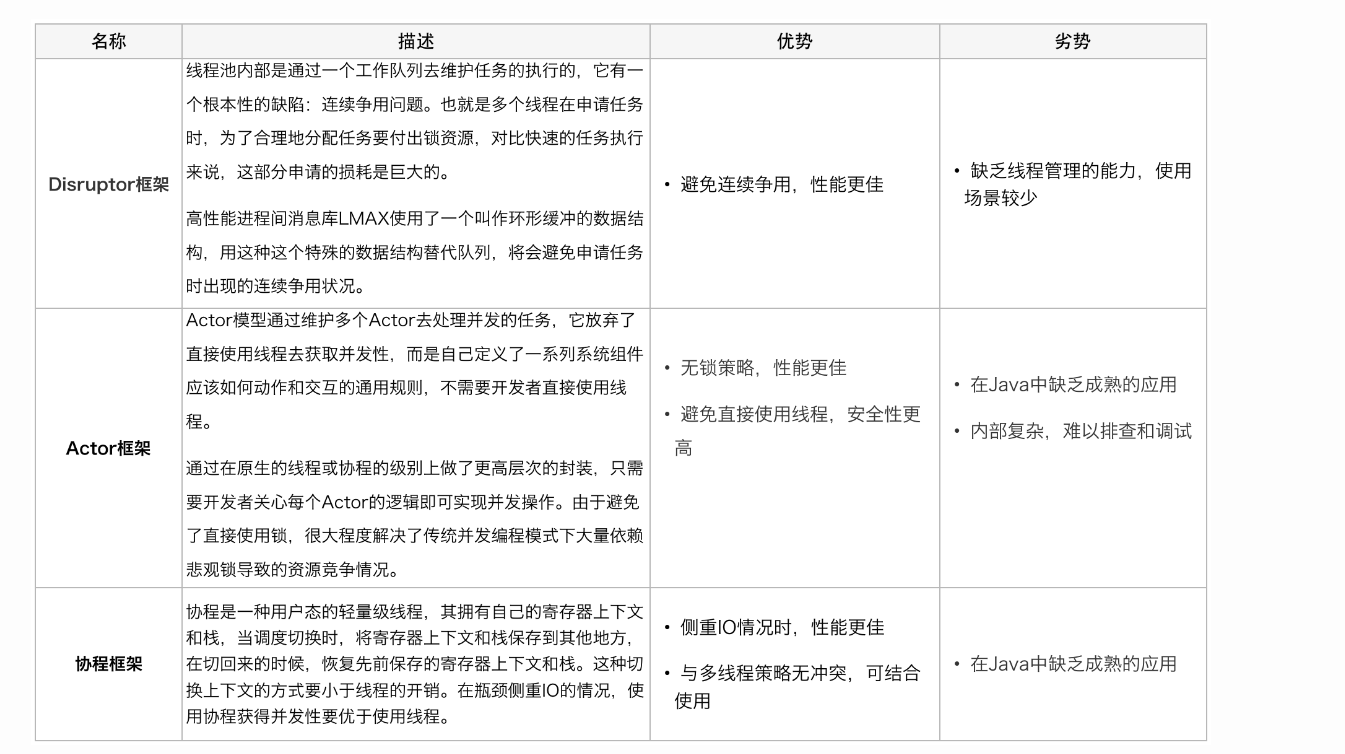 名称
描述
优势
劣势
Disruptor框架
线程池内部是通过一个工作队列去维护任务的执行的，它有一
个根本性的缺陷：连续争用问题。也就是多个线程在申请任务
时，为了合理地分配任务要付出锁资源，对比快速的任务执行
来说，这部分申请的损耗是巨大的。
高性能进程间消息库LMAX使用了一个叫作环形缓冲的数据结
构，用这种这个特殊的数据结构替代队列，将会避免申请任务
时出现的连续争用状况。
• 避免连续争用，性能更佳
• 缺乏线程管理的能力，使用
场景较少
Actor框架
Actor模型通过维护多个Actor去处理并发的任务，它放弃了
直接使用线程去获取并发性，而是自己定义了一系列系统组件
应该如何动作和交互的通用规则，不需要开发者直接使用线
程。
通过在原生的线程或协程的级别上做了更高层次的封装，只需
要开发者关心每个Actor的逻辑即可实现并发操作。由于避免
了直接使用锁，很大程度解决了传统并发编程模式下大量依赖
悲观锁导致的资源竞争情况。
• 无锁策略，性能更佳
• 避免直接使用线程，安全性更
高
• 在Java中缺乏成熟的应用
• 内部复杂，难以排查和调试
协程框架
协程是一种用户态的轻量级线程，其拥有自己的寄存器上下文
和栈，当调度切换时，将寄存器上下文和栈保存到其他地方，
在切回来的时候，恢复先前保存的寄存器上下文和栈。这种切
换上下文的方式要小于线程的开销。在瓶颈侧重IO的情况，使
用协程获得并发性要优于使用线程。
• 侧重IO情况时，性能更佳
• 与多线程策略无冲突，可结合
使用
• 在Java中缺乏成熟的应用